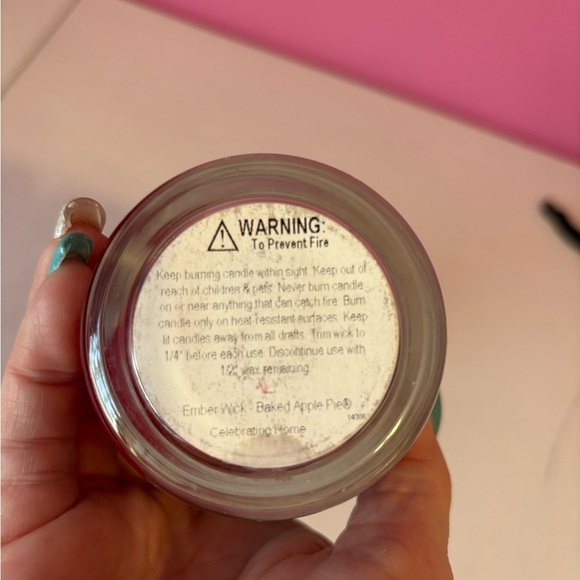 WARNING:
To Prevent Fire
Keep burning candle within sight. Keep out of
reach of children & pets. Never burn candle
on or near anything that can catch fire. Burn
candle only on heat resistant surfaces. Keep
lit candles away from all drafts. Trim wick to
1/4" before each use. Discontinue use with
1/2" wax remaining.
Ember Wick - Baked Apple Pie®
Celebrating Home